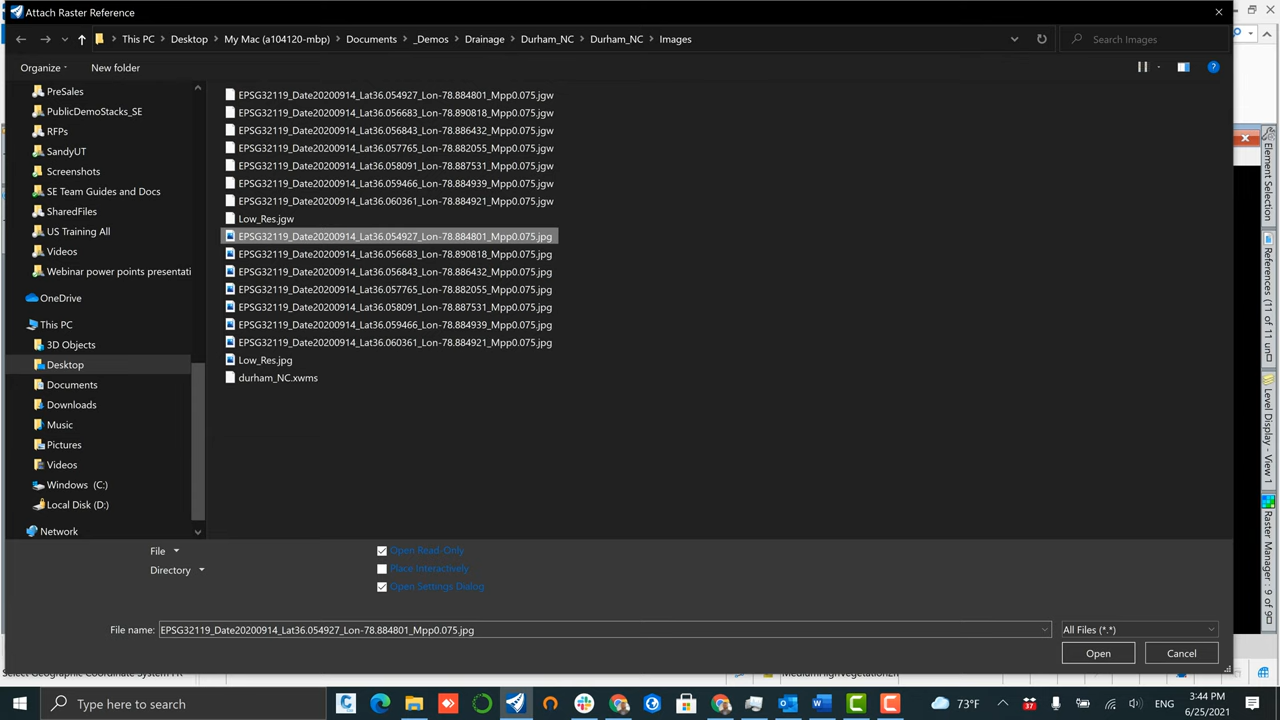 Attach Raster Reference
This PC > Desktop > My Mac (a104120-mbp) > Documents > _Demos > Drainage > Durham_NC > Durham_NC > Images
Search Images
Organize
New folder
PreSales
PublicDemoStacks_SE
RFPs
SandyUT
Screenshots
SE Team Guides and Docs
SharedFiles
US Training All
Videos
Webinar power points presentati
OneDrive
This PC
3D Objects
Desktop
Documents
Downloads
Music
Pictures
Videos
Windows (C:)
Local Disk (D:)
Network
EPSG32119_Date20200914_Lat36.054927_Lon-78.884801_Mpp0.075.jgw
EPSG32119_Date20200914_Lat36.056683_Lon-78.890818_Mpp0.075.jgw
EPSG32119_Date20200914_Lat36.056843_Lon-78.886432_Mpp0.075.jgw
EPSG32119_Date20200914_Lat36.057765_Lon-78.882055_Mpp0.075.jgw
EPSG32119_Date20200914_Lat36.058091_Lon-78.887531_Mpp0.075.jgw
EPSG32119_Date20200914_Lat36.059466_Lon-78.884939_Mpp0.075.jgw
EPSG32119_Date20200914_Lat36.060361_Lon-78.884921_Mpp0.075.jgw
Low_Res.jgw
EPSG32119_Date20200914_Lat36.054927_Lon-78.884801_Mpp0.075.jpg
EPSG32119_Date20200914_Lat36.056683_Lon-78.890818_Mpp0.075.jpg
EPSG32119_Date20200914_Lat36.056843_Lon-78.886432_Mpp0.075.jpg
EPSG32119_Date20200914_Lat36.057765_Lon-78.882055_Mpp0.075.jpg
EPSG32119_Date20200914_Lat36.058091_Lon-78.887531_Mpp0.075.jpg
EPSG32119_Date20200914_Lat36.059466_Lon-78.884939_Mpp0.075.jpg
EPSG32119_Date20200914_Lat36.060361_Lon-78.884921_Mpp0.075.jpg
Low_Res.jpg
durham_NC.xwms
Element Selection
References (11 of 11 un
Level Display - View 1
Raster Manager : 9 of 9
File
Directory
Open Read-Only
Place Interactively
Open Settings Dialog
File name:
EPSG32119_Date20200914_Lat36.054927_Lon-78.884801_Mpp0.075.jpg
All Files (*.*)
Open
Cancel
Type here to search
73°F
37
ENG
3:44 PM
6/25/2021